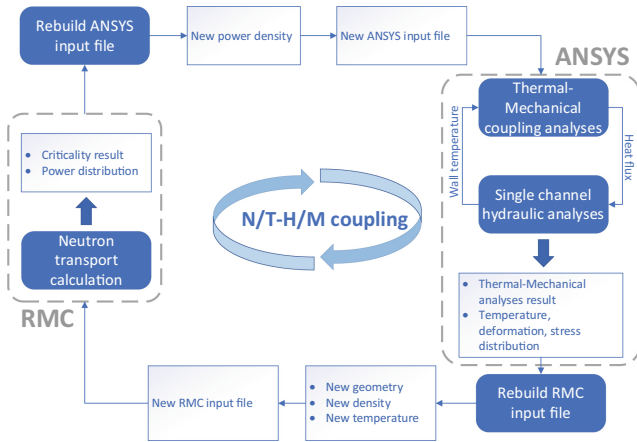 Rebuild ANSYS
input file
New power density
New ANSYS input file
ANSYS
Thermal-
Mechanical
coupling analyses
Wall temperature
Heat flux
Single channel
hydraulic analyses
• Thermal-Mechanical
analyses result
• Temperature,
deformation, stress
distribution
Rebuild RMC
input file
• New geometry
• New density
• New temperature
New RMC input file
RMC
Neutron
transport
calculation
• Criticality result
• Power distribution
N/T-H/M coupling